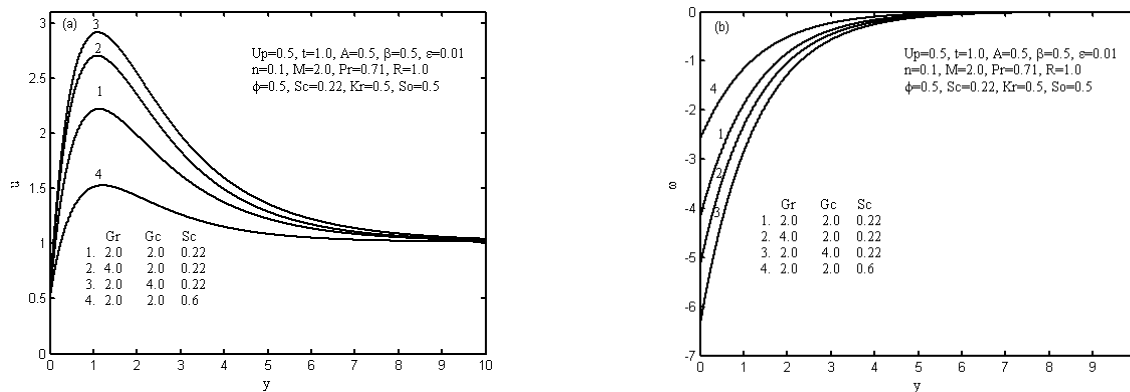 (a)
3
Up=0.5, t=1.0, A=0.5, β=0.5, ε=0.01
n=0.1, M=2.0, Pr=0.71, R=1.0
ϕ=0.5, Sc=0.22, Kr=0.5, So=0.5
2
1
4
Gr Gc Sc
1. 2.0 2.0 0.22
2. 4.0 2.0 0.22
3. 2.0 4.0 0.22
4. 2.0 2.0 0.6
3
2.5
2
1.5
1
0.5
0
u
0 1 2 3 4 5 6 7 8 9 10
y
(b)
Up=0.5, t=1.0, A=0.5, β=0.5, ε=0.01
n=0.1, M=2.0, Pr=0.71, R=1.0
ϕ=0.5, Sc=0.22, Kr=0.5, So=0.5
4
1
2
3
Gr Gc Sc
1. 2.0 2.0 0.22
2. 4.0 2.0 0.22
3. 2.0 4.0 0.22
4. 2.0 2.0 0.6
0
-1
-2
-3
-4
-5
-6
-7
ω
0 1 2 3 4 5 6 7 8 9
y